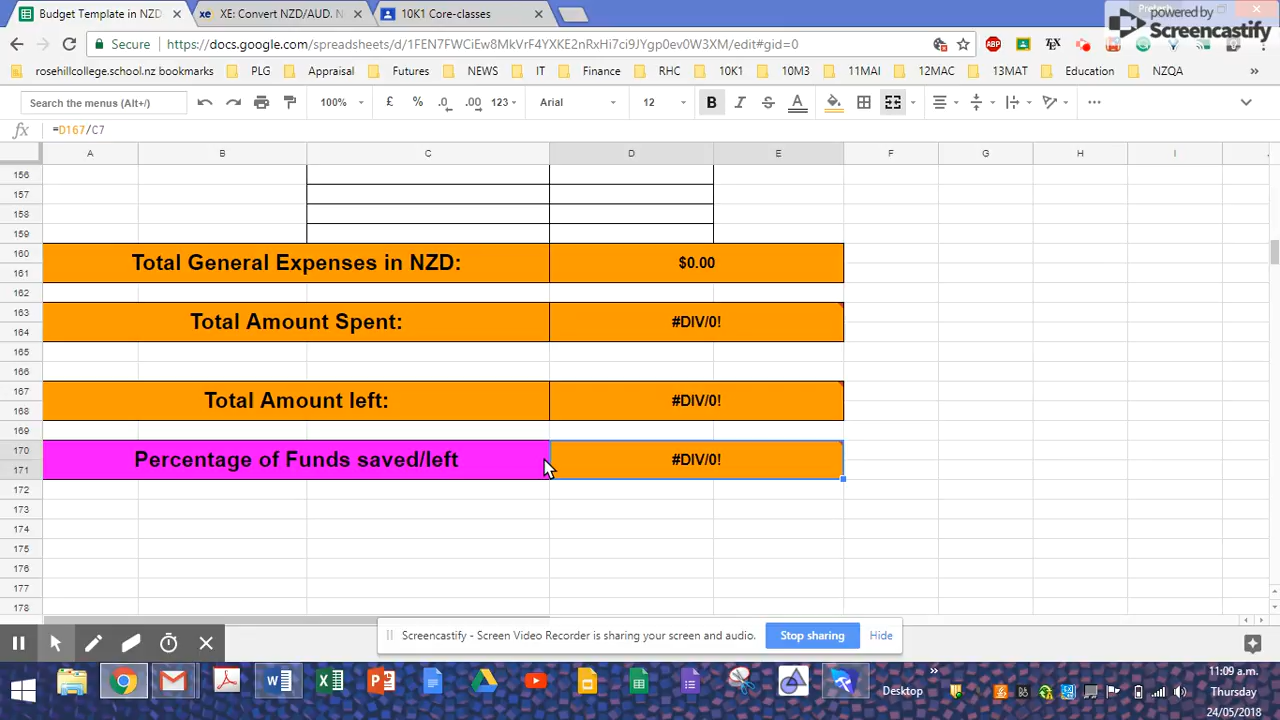 Budget Template in NZD
XE: Convert NZD/AUD. N
10K1 Core-classes
powered by
Screencastify
Secure
https://docs.google.com/spreadsheets/d/
edit#gid=0
rosehillcollege.school.nz bookmarks
PLG
Appraisal
Futures
NEWS
Finance
RHC
10K1
10M3
11MAI
12MAC
13MAT
Education
NZQA
»
Search the menus (Alt+/)
100%
£
%
.0
.00
123
Arial
12
B
I
S
A
fx
=D167/C7
A B C D E F G H I
156
157
158
159
160
Total General Expenses in NZD: $0.00
161
162
163
Total Amount Spent: #DIV/0!
164
165
166
167
Total Amount left: #DIV/0!
168
169
170
Percentage of Funds saved/left #DIV/0!
171
172
173
174
175
176
177
178
Screencastify - Screen Video Recorder is sharing your screen and audio.
Stop sharing
Hide
Desktop
»
11:09 a.m.
Thursday
24/05/2018